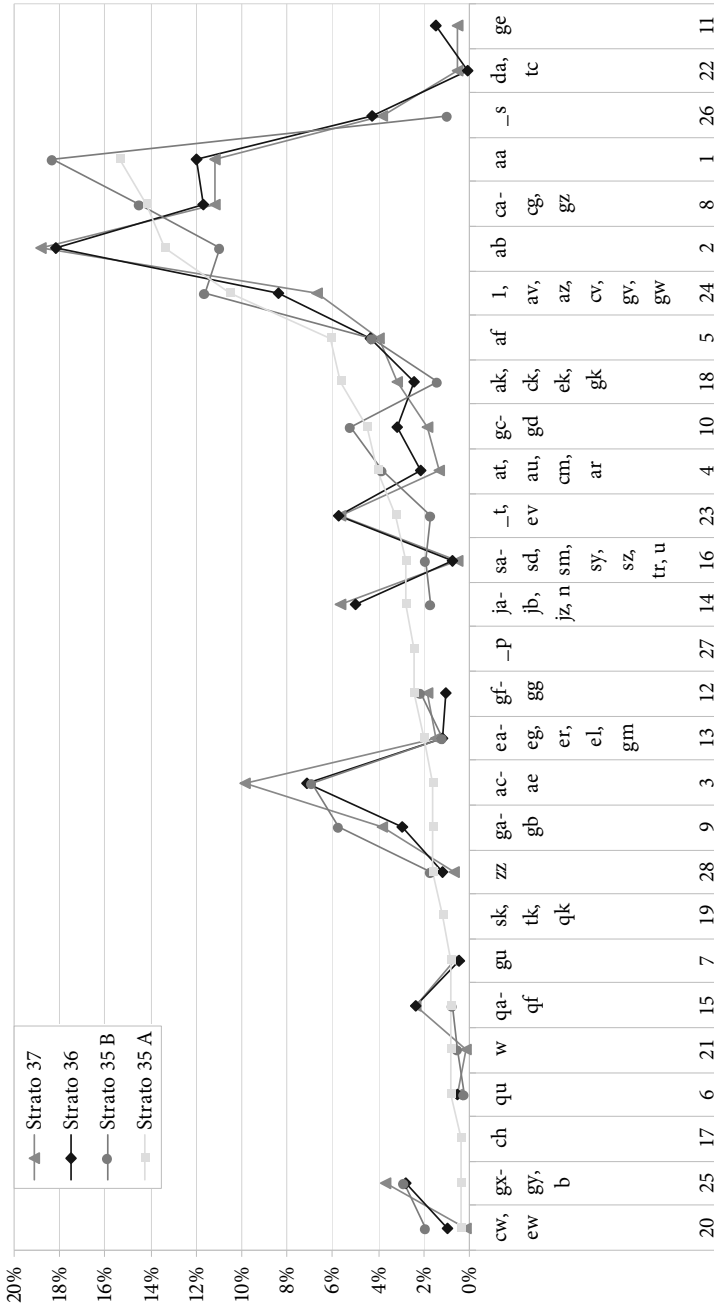 Strato 37
Strato 36
Strato 35 B
Strato 35 A
20%
18%
16%
14%
12%
10%
8%
6%
4%
2%
0%
cw,
ew
20
gx-
gy,
b
25
ch
17
qu
6
w
21
qa-
qf
15
gu
7
sk,
tk,
qk
19
zz
28
ga-
gb
9
ac-
ae
3
ea-
eg,
er,
el,
gm
13
gf-
gg
12
_p
27
ja-
jb,
jz, n
14
sa-
sd,
sm,
sy,
sz,
tr, u
16
_t,
ev
23
at,
au,
cm,
ar
4
gc-
gd
10
ak,
ck,
ek,
gk
18
af
5
1,
av,
az,
cv,
gv,
gw
24
ab
2
ca-
cg,
gz
8
aa
1
_s
26
da,
tc
22
ge
11